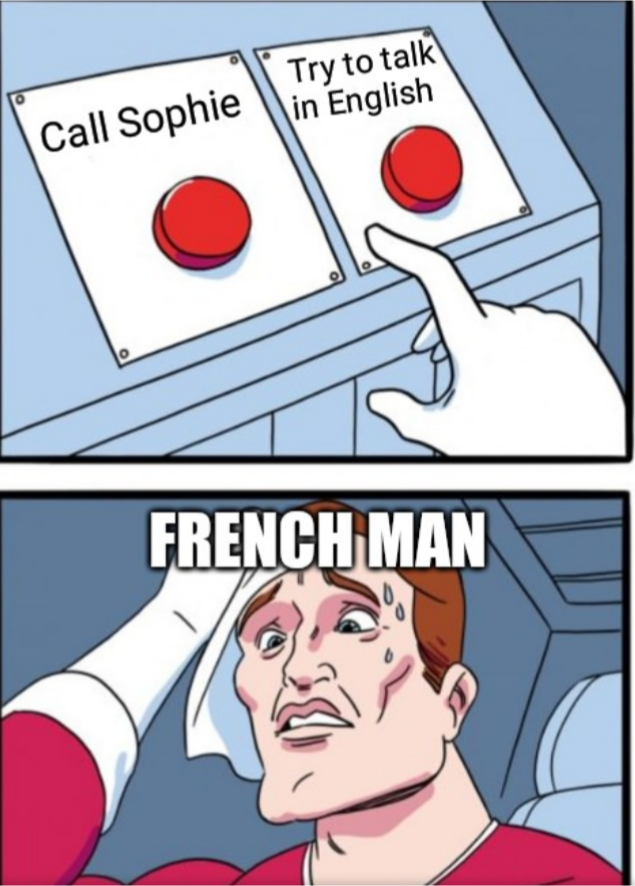 Call Sophie
Try to talk
in English
FRENCH MAN